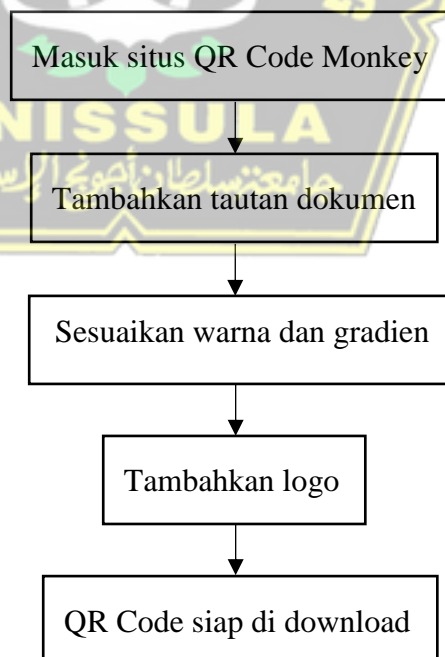 Masuk situs QR Code Monkey
NISSULA
Tambahkan tautan dokumen
Sesuaikan warna dan gradien
Tambahkan logo
QR Code siap di download